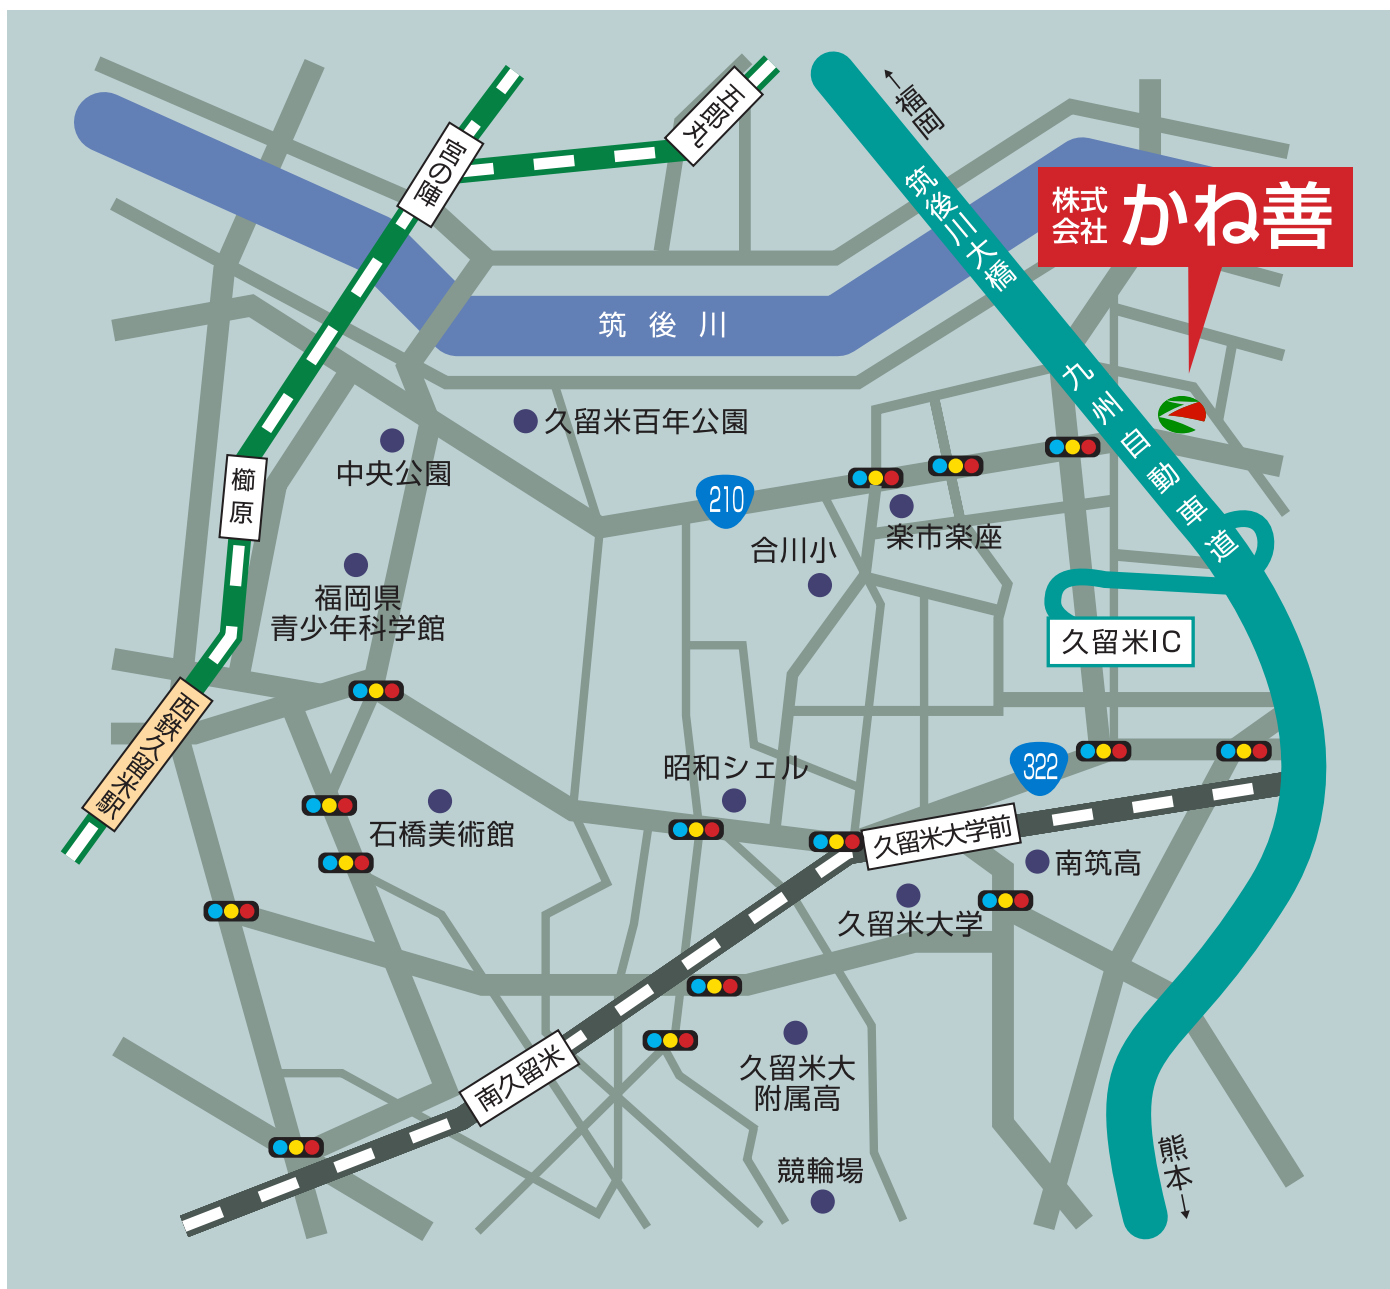 福岡
五郎丸
宮の陣
筑後川大橋
株式
会社
かね善
筑後川
九州自動車道
久留米百年公園
中央公園
櫛
原
210
楽市楽座
合川小
福岡県
青少年科学館
久留米IC
西鉄久留米駅
昭和シェル
322
石橋美術館
久留米大学前
南筑高
久留米大学
南久留米
久留米大
附属高
競輪場
熊本